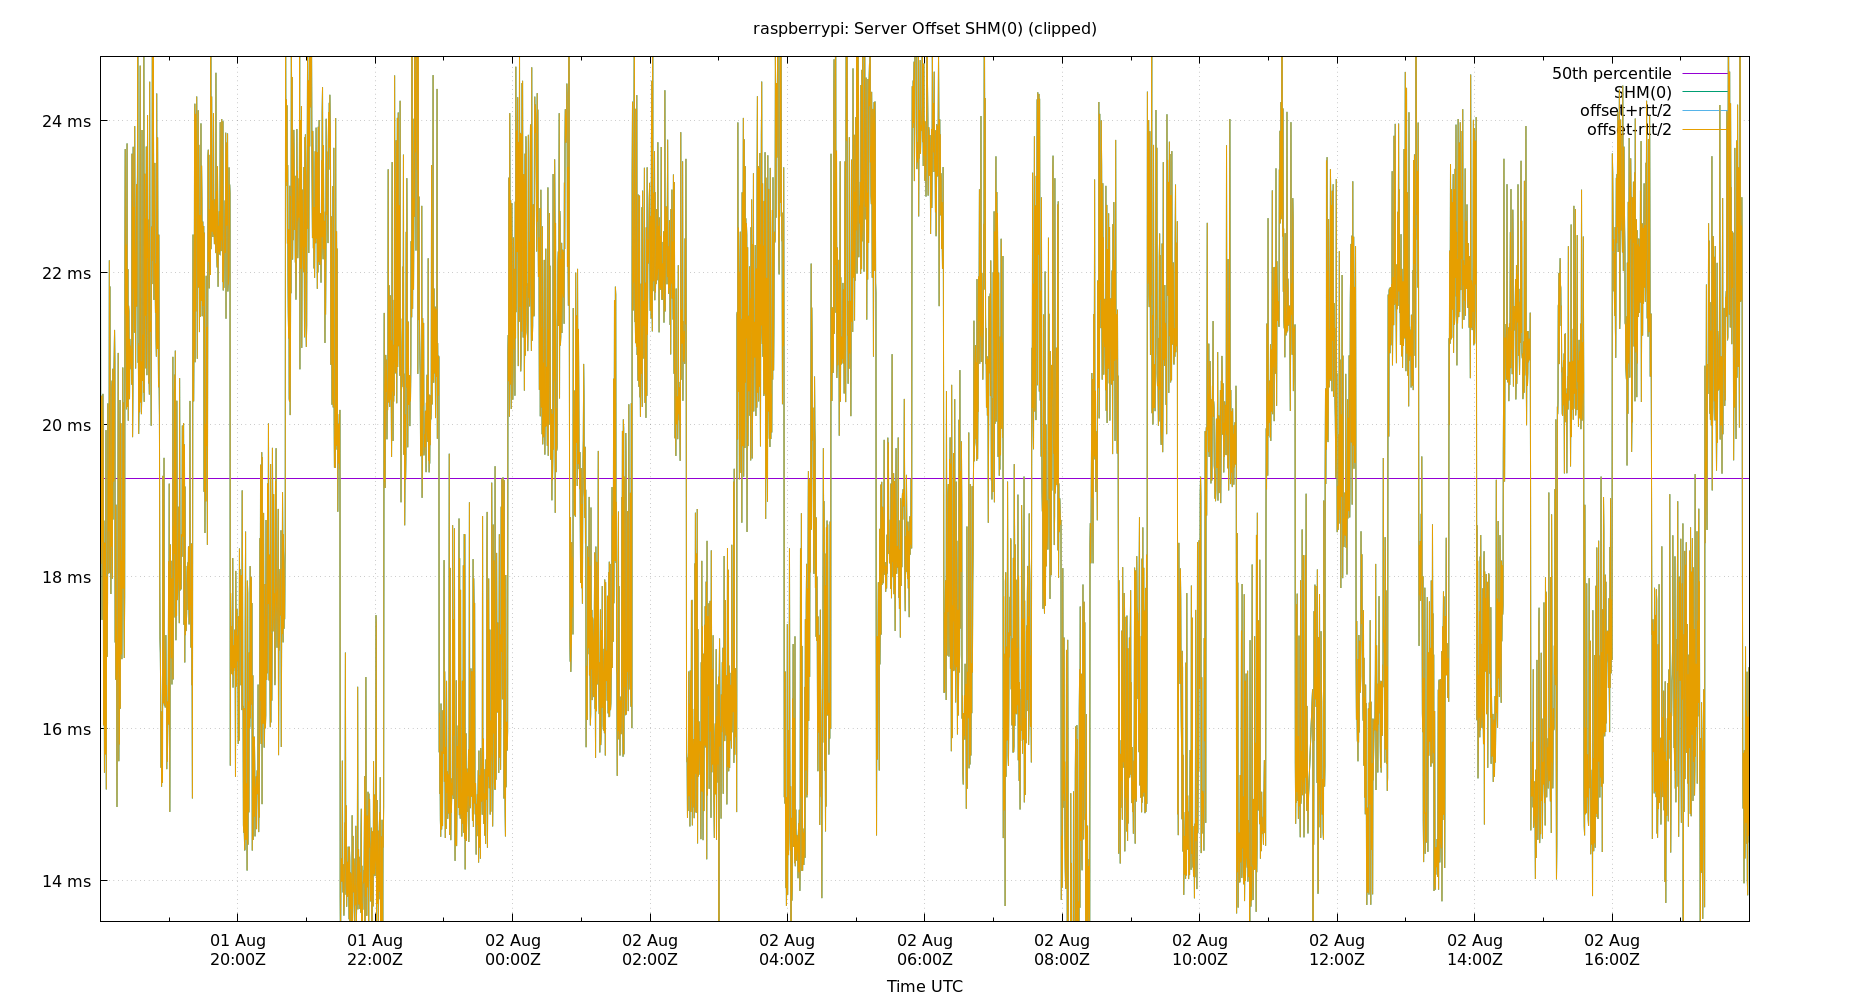 raspberrypi: Server Offset SHM(0) (clipped)
50th percentile
SHM(0)
offset+rtt/2
offset-rtt/2
24 ms
22 ms
20 ms
18 ms
16 ms
14 ms
01 Aug 01 Aug 02 Aug 02 Aug 02 Aug 02 Aug 02 Aug 02 Aug 02 Aug 02 Aug 02 Aug
20:00Z 22:00Z 00:00Z 02:00Z 04:00Z 06:00Z 08:00Z 10:00Z 12:00Z 14:00Z 16:00Z
Time UTC